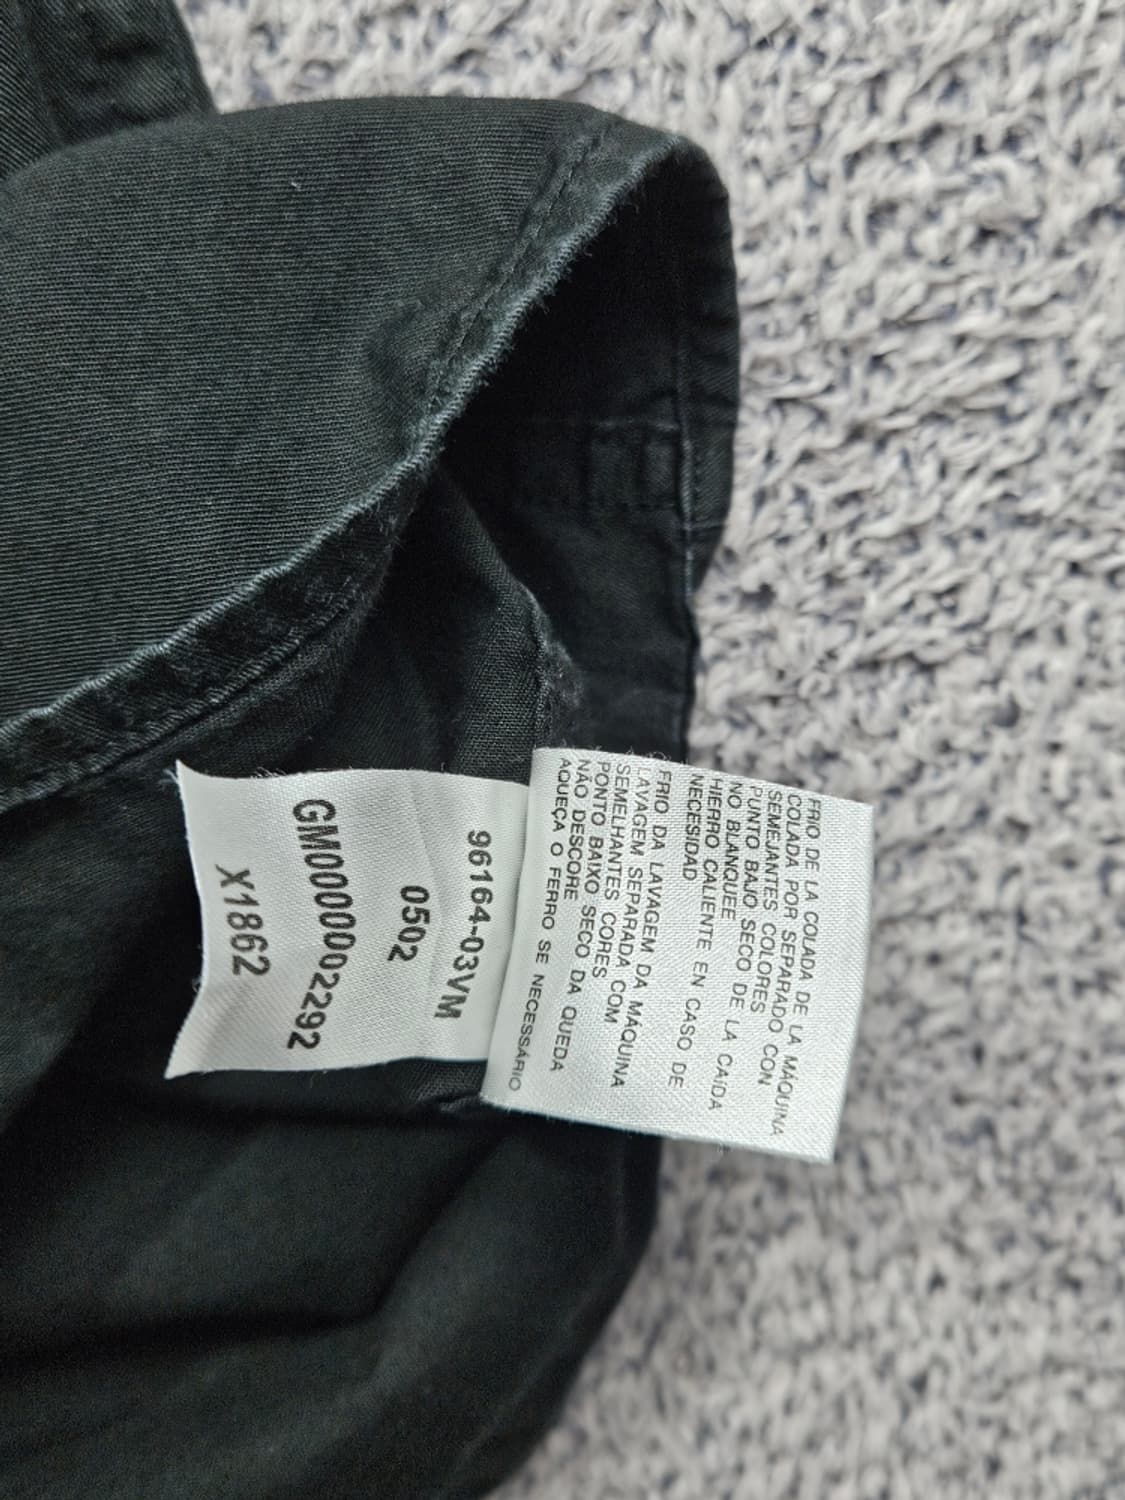 FRIO DE LA COLADA DE LA MÁQUINA
COLADA POR SEPARADO CON
SEMEJANTES COLORES
PUNTO BAJO SECO DE LA CAÍDA
NO BLANQUEE
HIERRO CALIENTE EN CASO DE
NECESIDAD
FRIO DA LAVAGEM DA MÁQUINA
LAVAGEM SEPARADA COM
SEMELHANTES CORES
PONTO BAIXO SECO DA QUEDA
NÃO DESCORE
AQUEÇA O FERRO SE NECESSÁRIO
96164-03VM
0502
GM0000002292
X1862